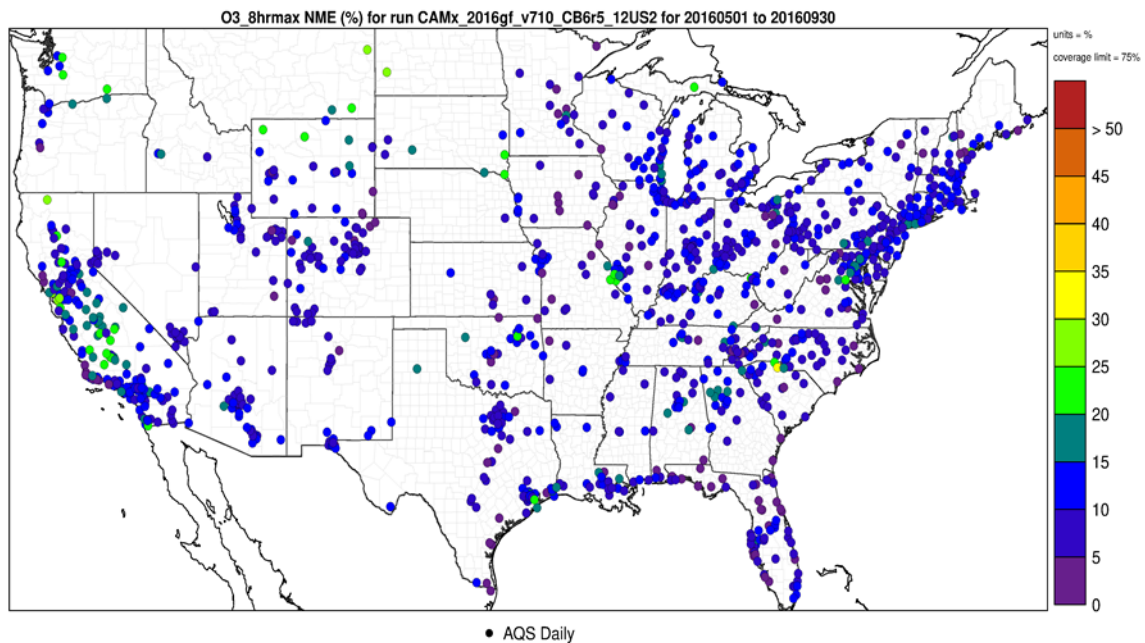 O3_8hrmax NME (%) for run CAMx_2016gf_v710_CB6r5_12US2 for 20160501 to 20160930
units = %
coverage limit = 75%
> 50
45
40
35
30
25
20
15
10
5
0
AQS Daily